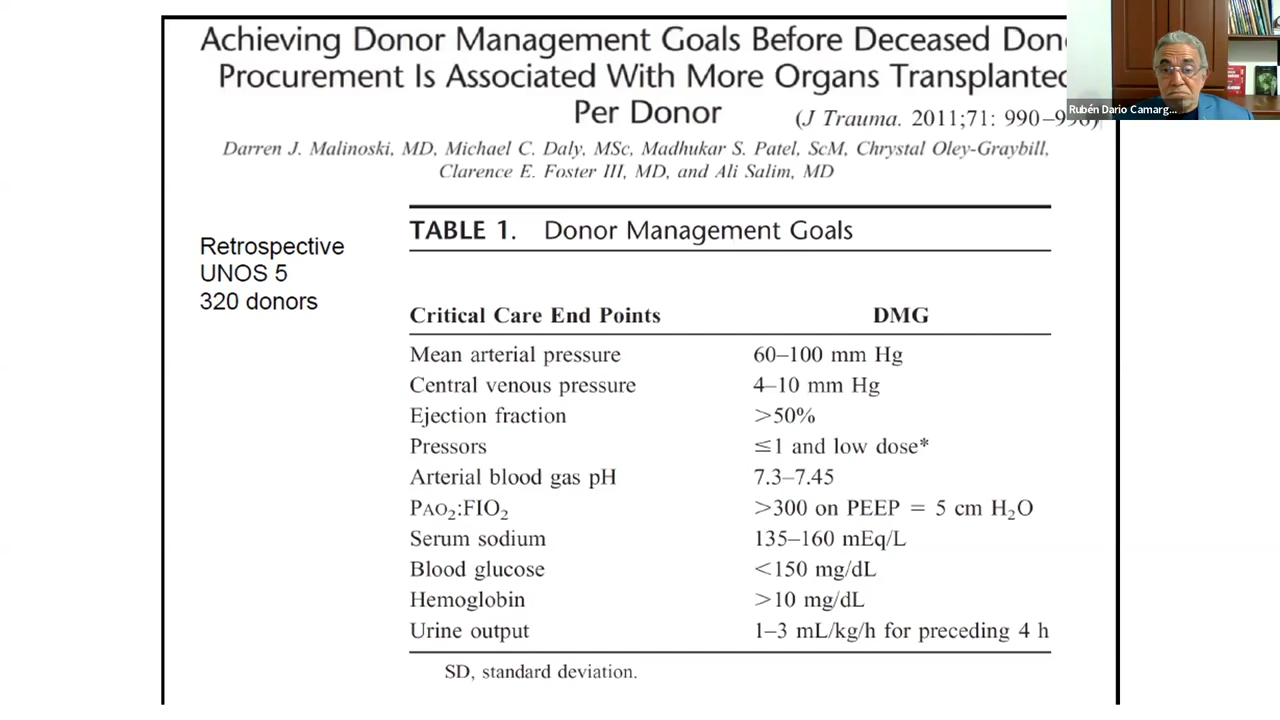 Achieving Donor Management Goals Before Deceased Don
Procurement Is Associated With More Organs Transplanted
Per Donor
(J Trauma. 2011;71: 990–996)
Darren J. Malinoski, MD, Michael C. Daly, MSc, Madhukar S. Patel, ScM, Chrystal Oley-Graybill,
Clarence E. Foster III, MD, and Ali Salim, MD
Rubén Dario Camarg...
Retrospective
UNOS 5
320 donors
TABLE 1. Donor Management Goals
Critical Care End Points DMG
Mean arterial pressure 60–100 mm Hg
Central venous pressure 4–10 mm Hg
Ejection fraction >50%
Pressors ≤1 and low dose*
Arterial blood gas pH 7.3–7.45
PAO₂:FIO₂ >300 on PEEP = 5 cm H₂O
Serum sodium 135–160 mEq/L
Blood glucose <150 mg/dL
Hemoglobin >10 mg/dL
Urine output 1–3 mL/kg/h for preceding 4 h
SD, standard deviation.